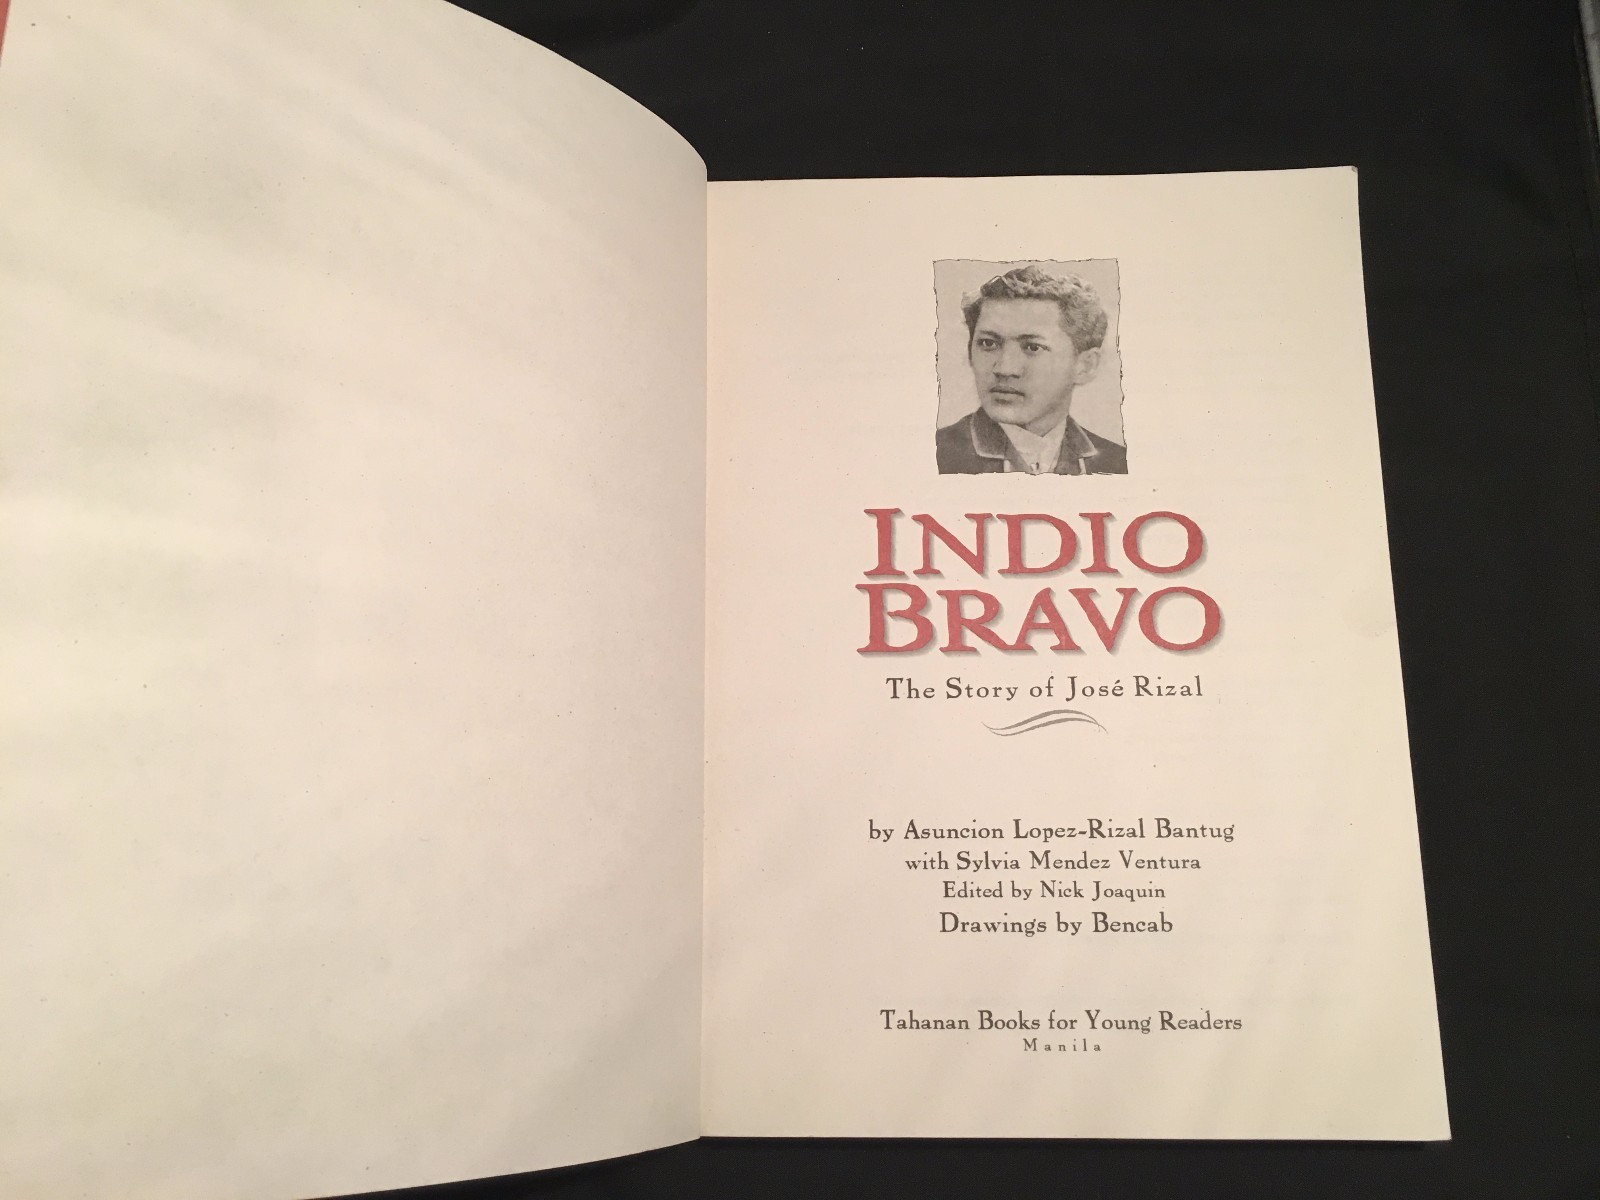 INDIO
BRAVO
The Story of José Rizal
by Asuncion Lopez-Rizal Bantug
with Sylvia Mendez Ventura
Edited by Nick Joaquin
Drawings by Bencab
Tahanan Books for Young Readers
Manila